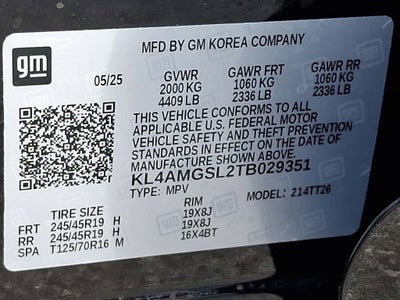 gm
MFD BY GM KOREA COMPANY
05/25 GVWR GAWR FRT GAWR RR
2000 KG 1060 KG 1060 KG
4409 LB 2336 LB 2336 LB
THIS VEHICLE CONFORMS TO ALL
APPLICABLE U.S. FEDERAL MOTOR
VEHICLE SAFETY AND THEFT PREVENTION
STANDARDS IN EFFECT ON THE DATE OF
MANUFACTURE SHOWN ABOVE.
KL4AMGSL2TB029351
TYPE: MPV MODEL: 214TT26
TIRE SIZE RIM
FRT 245/45R19 H 19X8J
RR 245/45R19 H 19X8J
SPA T125/70R16 M 16X4BT